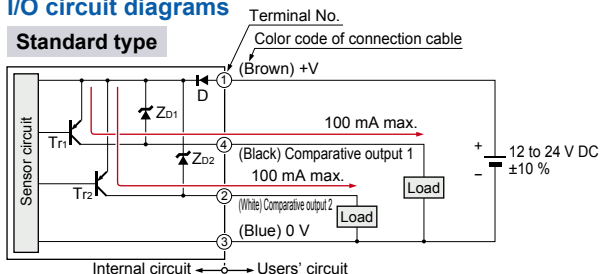 I/O circuit diagrams
Standard type
Terminal No.
Color code of connection cable
(Brown) +V
1
D
ZD1
100 mA max.
Sensor circuit
Tr1
4
(Black) Comparative output 1
ZD2
100 mA max.
Load
+
−
12 to 24 V DC
±10 %
Tr2
2
(White) Comparative output 2
Load
(Blue) 0 V
3
Internal circuit
Users' circuit